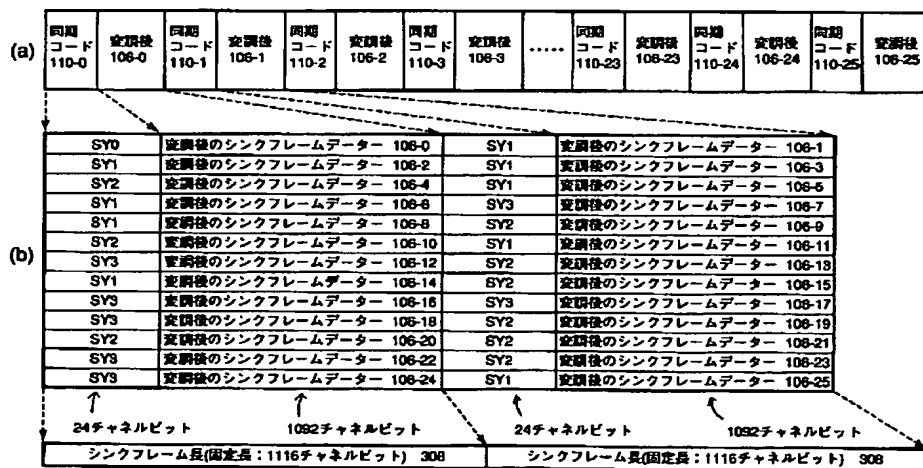 (a)
同期コード 110-0 変調後 106-0 同期コード 110-1 変調後 106-1 同期コード 110-2 変調後 106-2 同期コード 110-3 変調後 106-3 ..... 同期コード 110-23 変調後 106-23 同期コード 110-24 変調後 106-24 同期コード 110-25 変調後 106-25
(b)
SY0 変調後のシンクフレームデーター 106-0 SY1 変調後のシンクフレームデーター 106-1
SY1 変調後のシンクフレームデーター 106-2 SY1 変調後のシンクフレームデーター 106-3
SY2 変調後のシンクフレームデーター 106-4 SY1 変調後のシンクフレームデーター 106-5
SY1 変調後のシンクフレームデーター 106-6 SY3 変調後のシンクフレームデーター 106-7
SY1 変調後のシンクフレームデーター 106-8 SY2 変調後のシンクフレームデーター 106-9
SY2 変調後のシンクフレームデーター 106-10 SY1 変調後のシンクフレームデーター 106-11
SY3 変調後のシンクフレームデーター 106-12 SY2 変調後のシンクフレームデーター 106-13
SY1 変調後のシンクフレームデーター 106-14 SY2 変調後のシンクフレームデーター 106-15
SY3 変調後のシンクフレームデーター 106-16 SY3 変調後のシンクフレームデーター 106-17
SY3 変調後のシンクフレームデーター 106-18 SY2 変調後のシンクフレームデーター 106-19
SY2 変調後のシンクフレームデーター 106-20 SY2 変調後のシンクフレームデーター 106-21
SY3 変調後のシンクフレームデーター 106-22 SY2 変調後のシンクフレームデーター 106-23
SY3 変調後のシンクフレームデーター 106-24 SY1 変調後のシンクフレームデーター 106-25
24チャネルビット 1092チャネルビット 24チャネルビット 1092チャネルビット
シンクフレーム長(固定長：1116チャネルビット) 308 シンクフレーム長(固定長：1116チャネルビット) 308